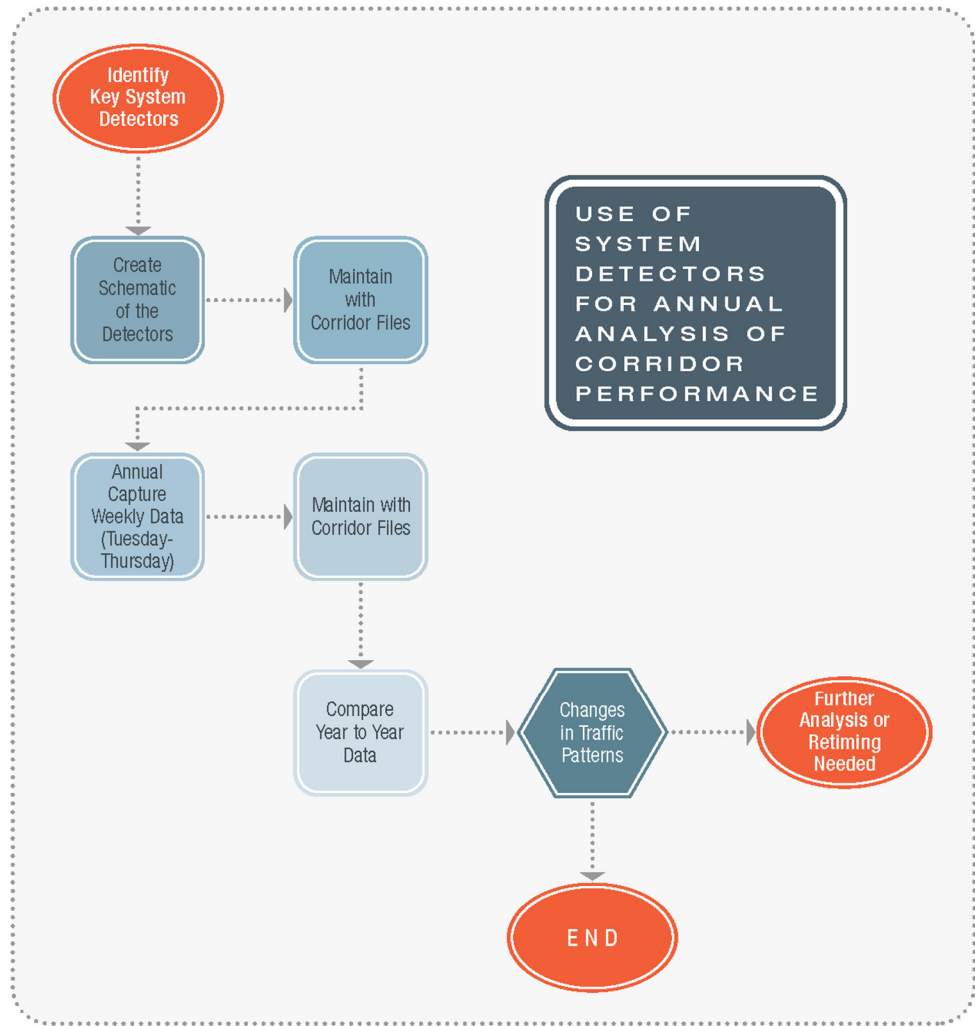 Identify
Key System
Detectors
USE OF
SYSTEM
DETECTORS
FOR ANNUAL
ANALYSIS OF
CORRIDOR
PERFORMANCE
Create
Schematic
of the
Detectors
Maintain
with
Corridor Files
Annual
Capture
Weekly Data
(Tuesday-
Thursday)
Maintain with
Corridor Files
Compare
Year to Year
Data
Changes
in Traffic
Patterns
Further
Analysis or
Retiming
Needed
END